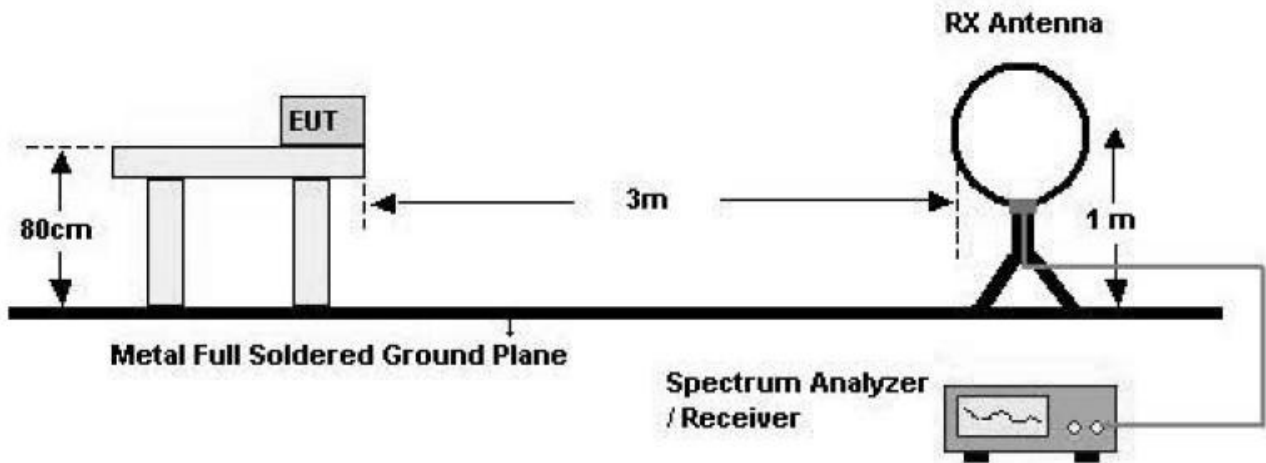 RX Antenna
EUT
80cm
3m
1 m
Metal Full Soldered Ground Plane
Spectrum Analyzer
/ Receiver